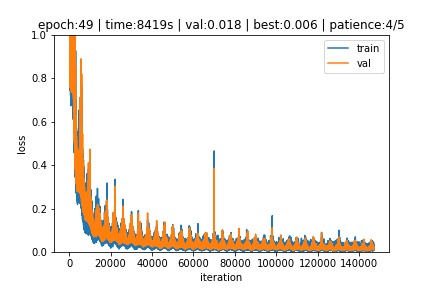 epoch:49 | time:8419s | val:0.018 | best:0.006 | patience:4/5
1.0
0.8
0.6
0.4
0.2
0.0
loss
train
val
0 20000 40000 60000 80000 100000 120000 140000
iteration